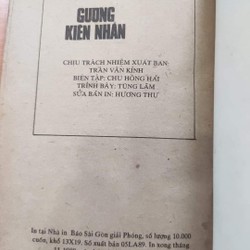 GƯƠNG
KIÊN NHẪN
CHỊU TRÁCH NHIỆM XUẤT BẢN:
TRẦN VĂN KÍNH
BIÊN TẬP: CHU HỒNG HẢI
TRÌNH BÀY: TÙNG LÂM
SỬA BẢN IN: HƯƠNG THƯ
In tại Nhà in Báo Sài Gòn giải Phóng, số lượng 10.000
cuốn, khổ 13X19. Số xuất bản 05LA89. In xong tháng